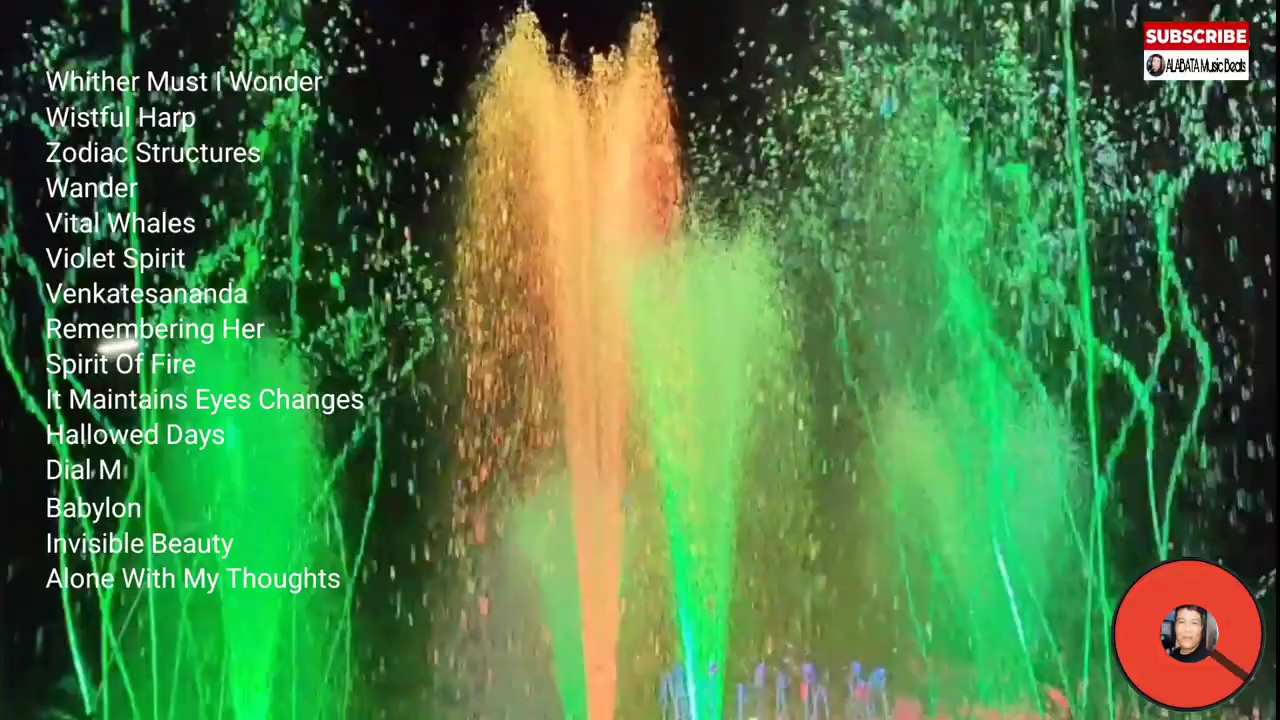 Whither Must I Wonder
Wistful Harp
Zodiac Structures
Wander
Vital Whales
Violet Spirit
Venkatesananda
Remembering Her
Spirit Of Fire
It Maintains Eyes Changes
Hallowed Days
Dial M
Babylon
Invisible Beauty
Alone With My Thoughts
SUBSCRIBE
ALABATA Music Beats